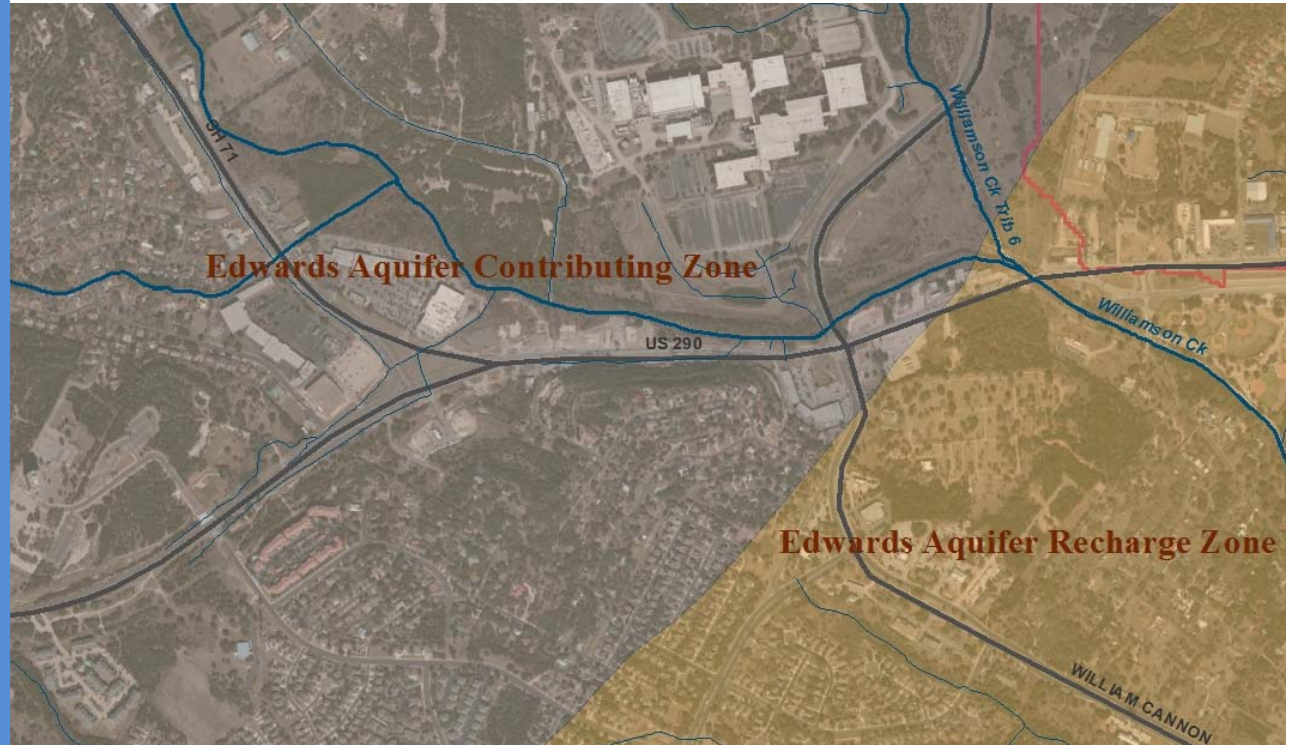 SH 71
Williamson Ck Trib 6
Edwards Aquifer Contributing Zone
Williamson Ck
US 290
Edwards Aquifer Recharge Zone
WILLIAM CANNON